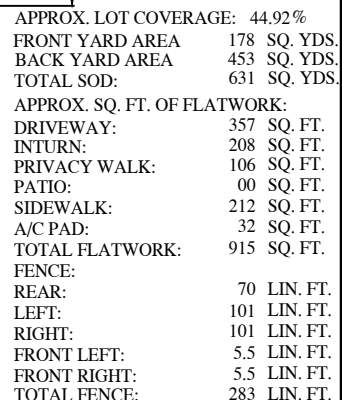 APPROX. LOT COVERAGE: 44.92%
FRONT YARD AREA 178 SQ. YDS.
BACK YARD AREA 453 SQ. YDS.
TOTAL SOD: 631 SQ. YDS.
APPROX. SQ. FT. OF FLATWORK:
DRIVEWAY: 357 SQ. FT.
INTURN: 208 SQ. FT.
PRIVACY WALK: 106 SQ. FT.
PATIO: 00 SQ. FT.
SIDEWALK: 212 SQ. FT.
A/C PAD: 32 SQ. FT.
TOTAL FLATWORK: 915 SQ. FT.
FENCE:
REAR: 70 LIN. FT.
LEFT: 101 LIN. FT.
RIGHT: 101 LIN. FT.
FRONT LEFT: 5.5 LIN. FT.
FRONT RIGHT: 5.5 LIN. FT.
TOTAL FENCE: 283 LIN. FT.